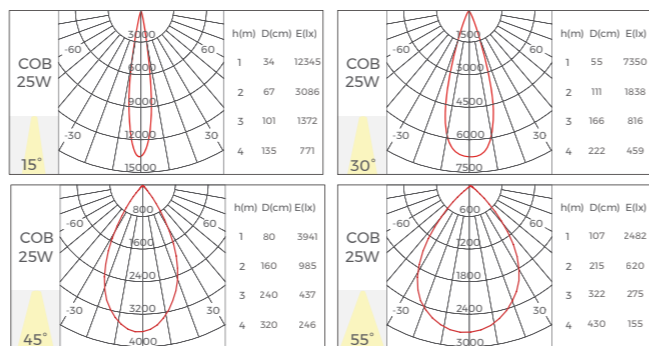 COB
25W
15°
3000
6000
9000
12000
15000
-60
60
-30
30
h(m) D(cm) E(lx)
1 34 12345
2 67 3086
3 101 1372
4 135 771
COB
25W
30°
1500
3000
4500
6000
7500
-60
60
-30
30
h(m) D(cm) E(lx)
1 55 7350
2 111 1838
3 166 816
4 222 459
COB
25W
45°
800
1600
2400
3200
4000
-60
60
-30
30
h(m) D(cm) E(lx)
1 80 3941
2 160 985
3 240 437
4 320 246
COB
25W
55°
600
1200
1800
2400
3000
-60
60
-30
30
h(m) D(cm) E(lx)
1 107 2482
2 215 620
3 322 275
4 430 155